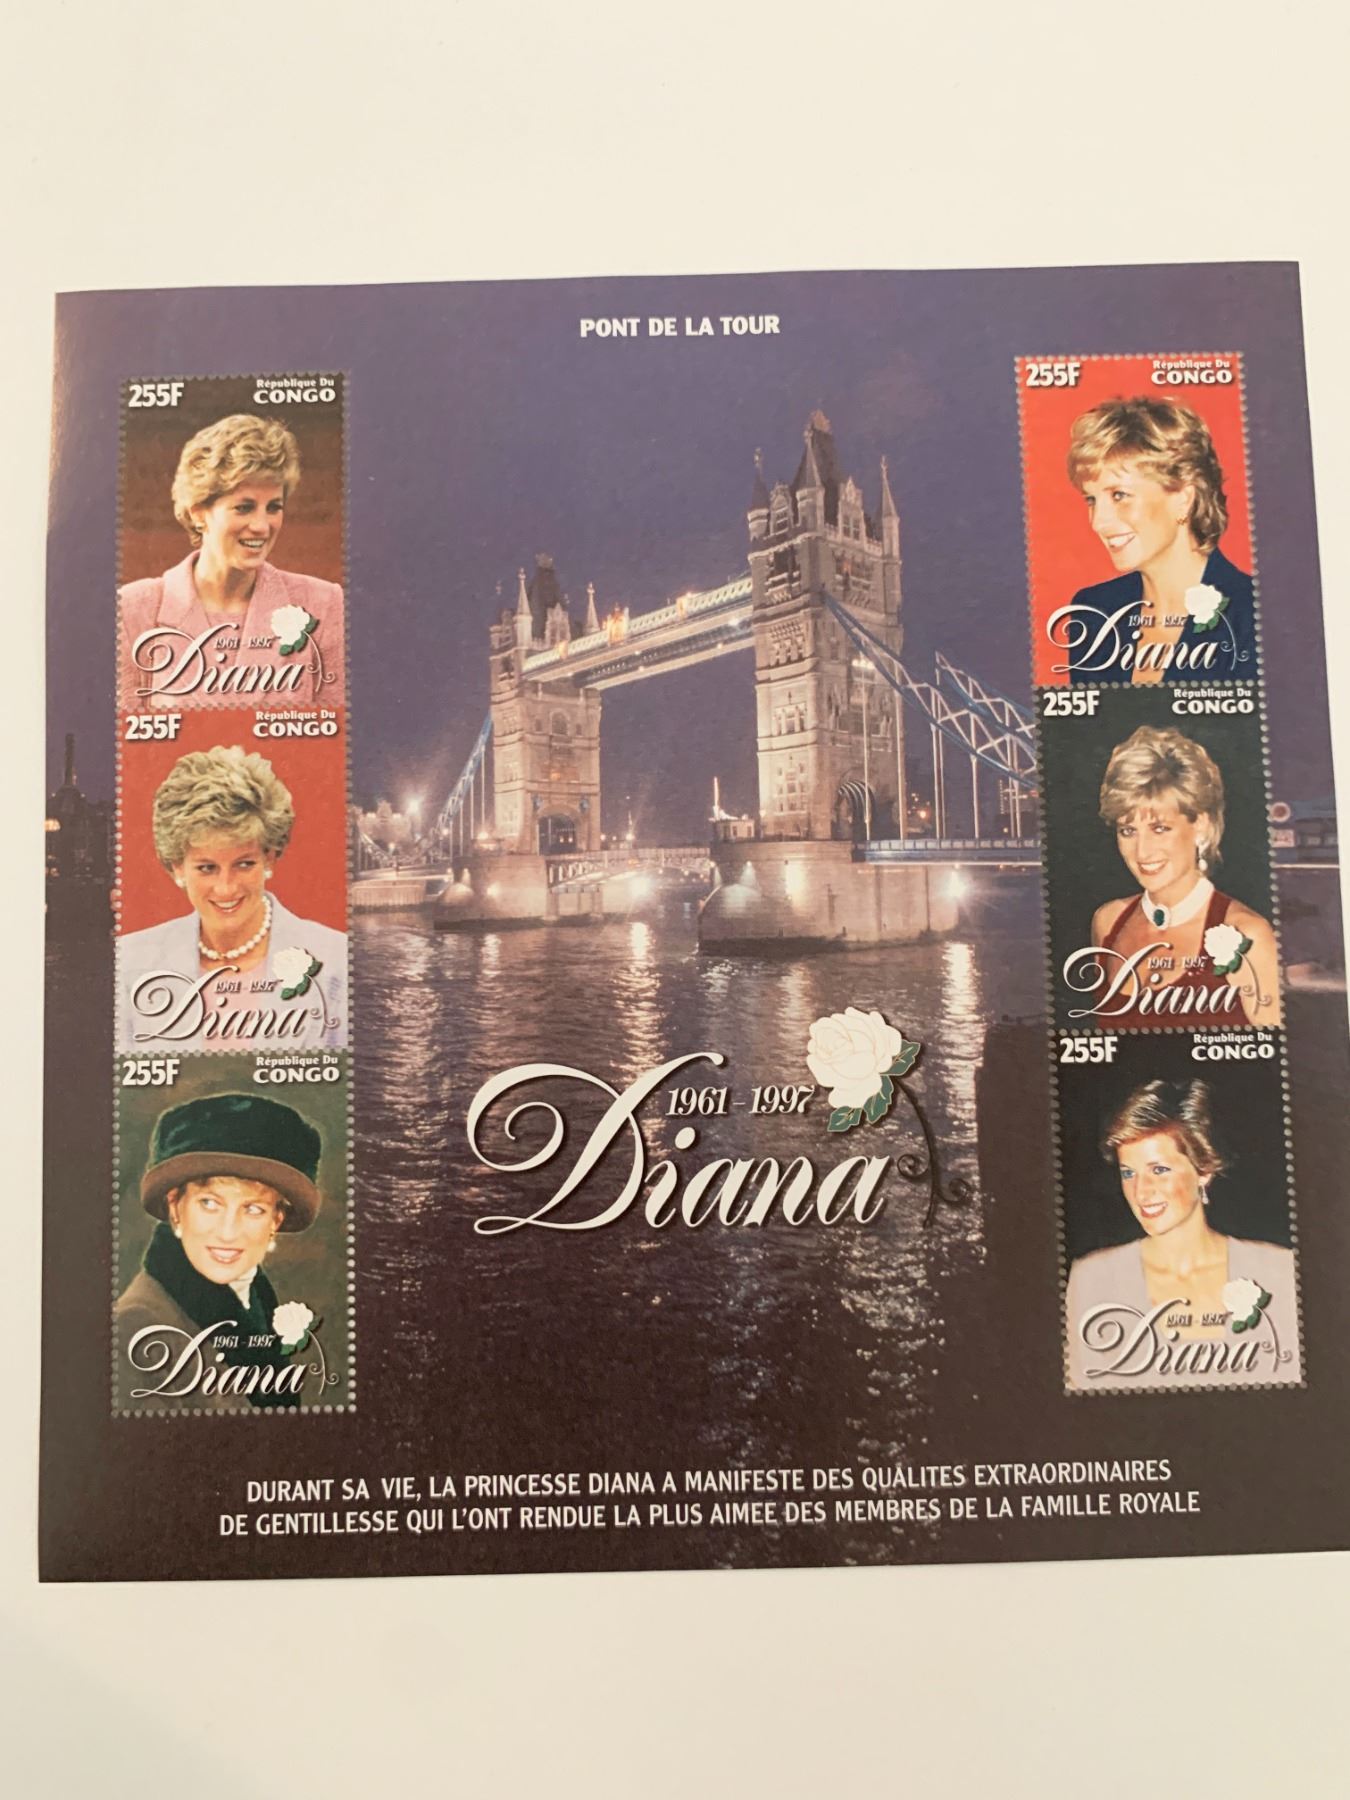 PONT DE LA TOUR
255F République Du
CONGO
1961 - 1997
Diana
255F République Du
CONGO
1961 - 1997
Diana
255F République Du
CONGO
1961 - 1997
Diana
255F République Du
CONGO
1961 - 1997
Diana
255F République Du
CONGO
1961 - 1997
Diana
255F République Du
CONGO
1961 - 1997
Diana
1961 - 1997
Diana
DURANT SA VIE, LA PRINCESSE DIANA A MANIFESTE DES QUALITES EXTRAORDINAIRES
DE GENTILLESSE QUI L'ONT RENDUE LA PLUS AIMEE DES MEMBRES DE LA FAMILLE ROYALE